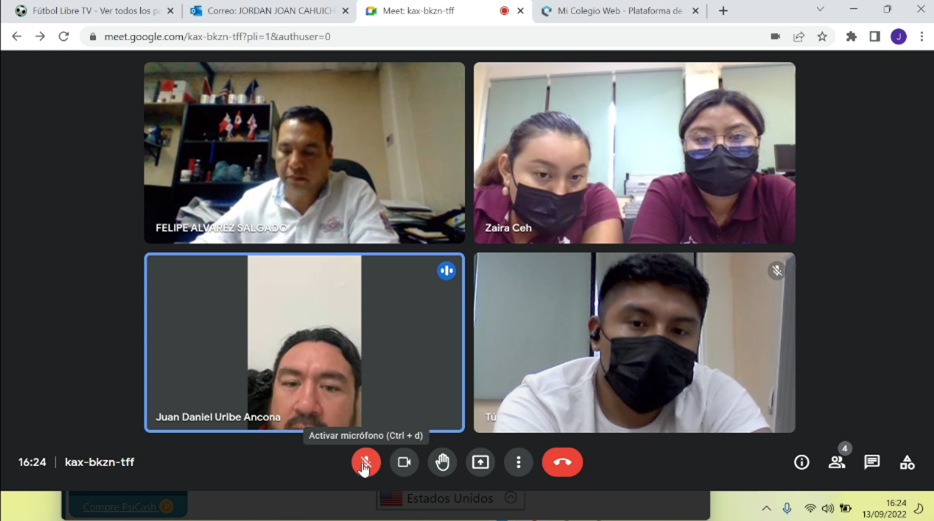 Fútbol Libre TV - Ver todos los p
Correo: JORDAN JOAN CAHUICH
Meet: kax-bkzn-tff
Mi Colegio Web - Plataforma de
meet.google.com/kax-bkzn-tff?pli=1&authuser=0
J
FELIPE ALVAREZ SALGADO
Zaira Ceh
Juan Daniel Uribe Ancona
Tú
Activar micrófono (Ctrl + d)
16:24
kax-bkzn-tff
4
Compre PsiCash
Estados Unidos
16:24
13/09/2022